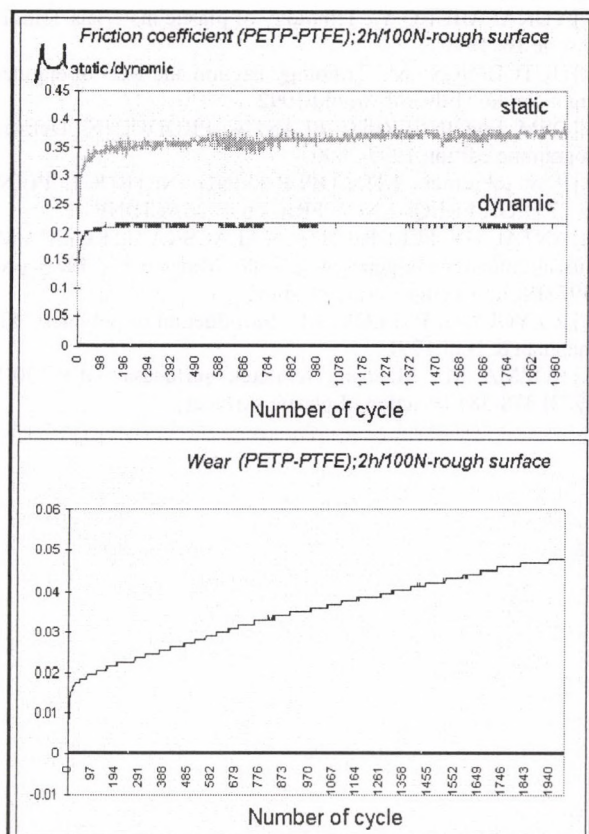 Friction coefficient (PETP-PTFE);2h/100N-rough surface
μ static/dynamic
0.45
0.4
static
0.35
0.3
0.25
dynamic
0.2
0.15
0.1
0.05
0
0 98 196 294 392 490 588 686 784 882 980 1078 1176 1274 1372 1470 1568 1666 1764 1862 1960
Number of cycle
Wear (PETP-PTFE);2h/100N-rough surface
0.06
0.05
0.04
0.03
0.02
0.01
0
-0.01
0 97 194 291 388 485 582 679 776 873 970 1067 1164 1261 1358 1455 1552 1649 1746 1843 1940
Number of cycle